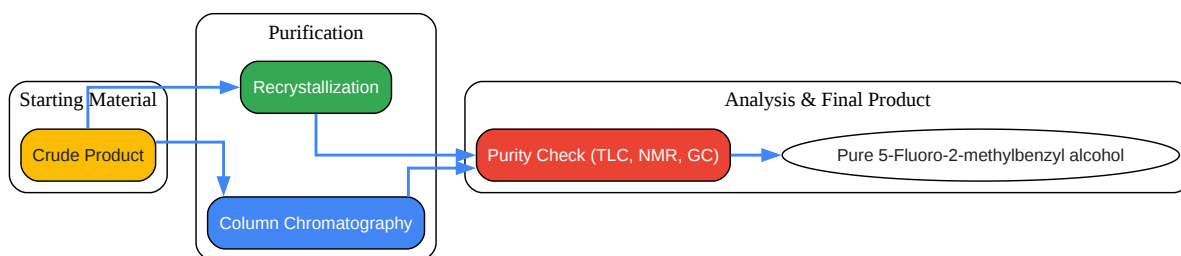 Starting Material
Crude Product
Purification
Recrystallization
Column Chromatography
Analysis & Final Product
Purity Check (TLC, NMR, GC)
Pure 5-Fluoro-2-methylbenzyl alcohol